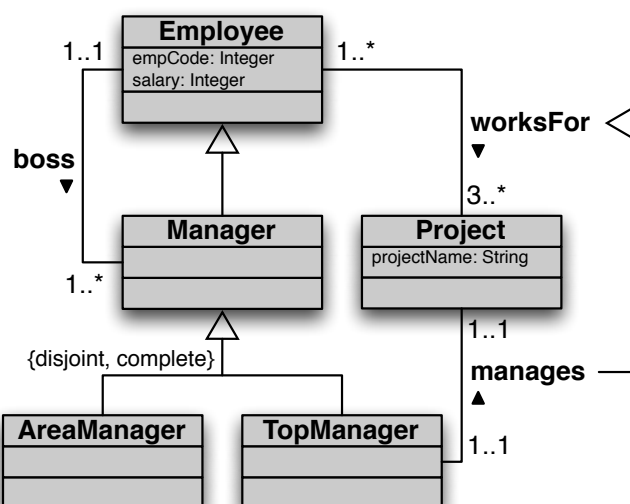 Employee
1..1
empCode: Integer
1..*
salary: Integer
worksFor
boss
3..*
Manager
Project
projectName: String
1..*
1..1
{disjoint, complete}
manages
AreaManager
TopManager
1..1